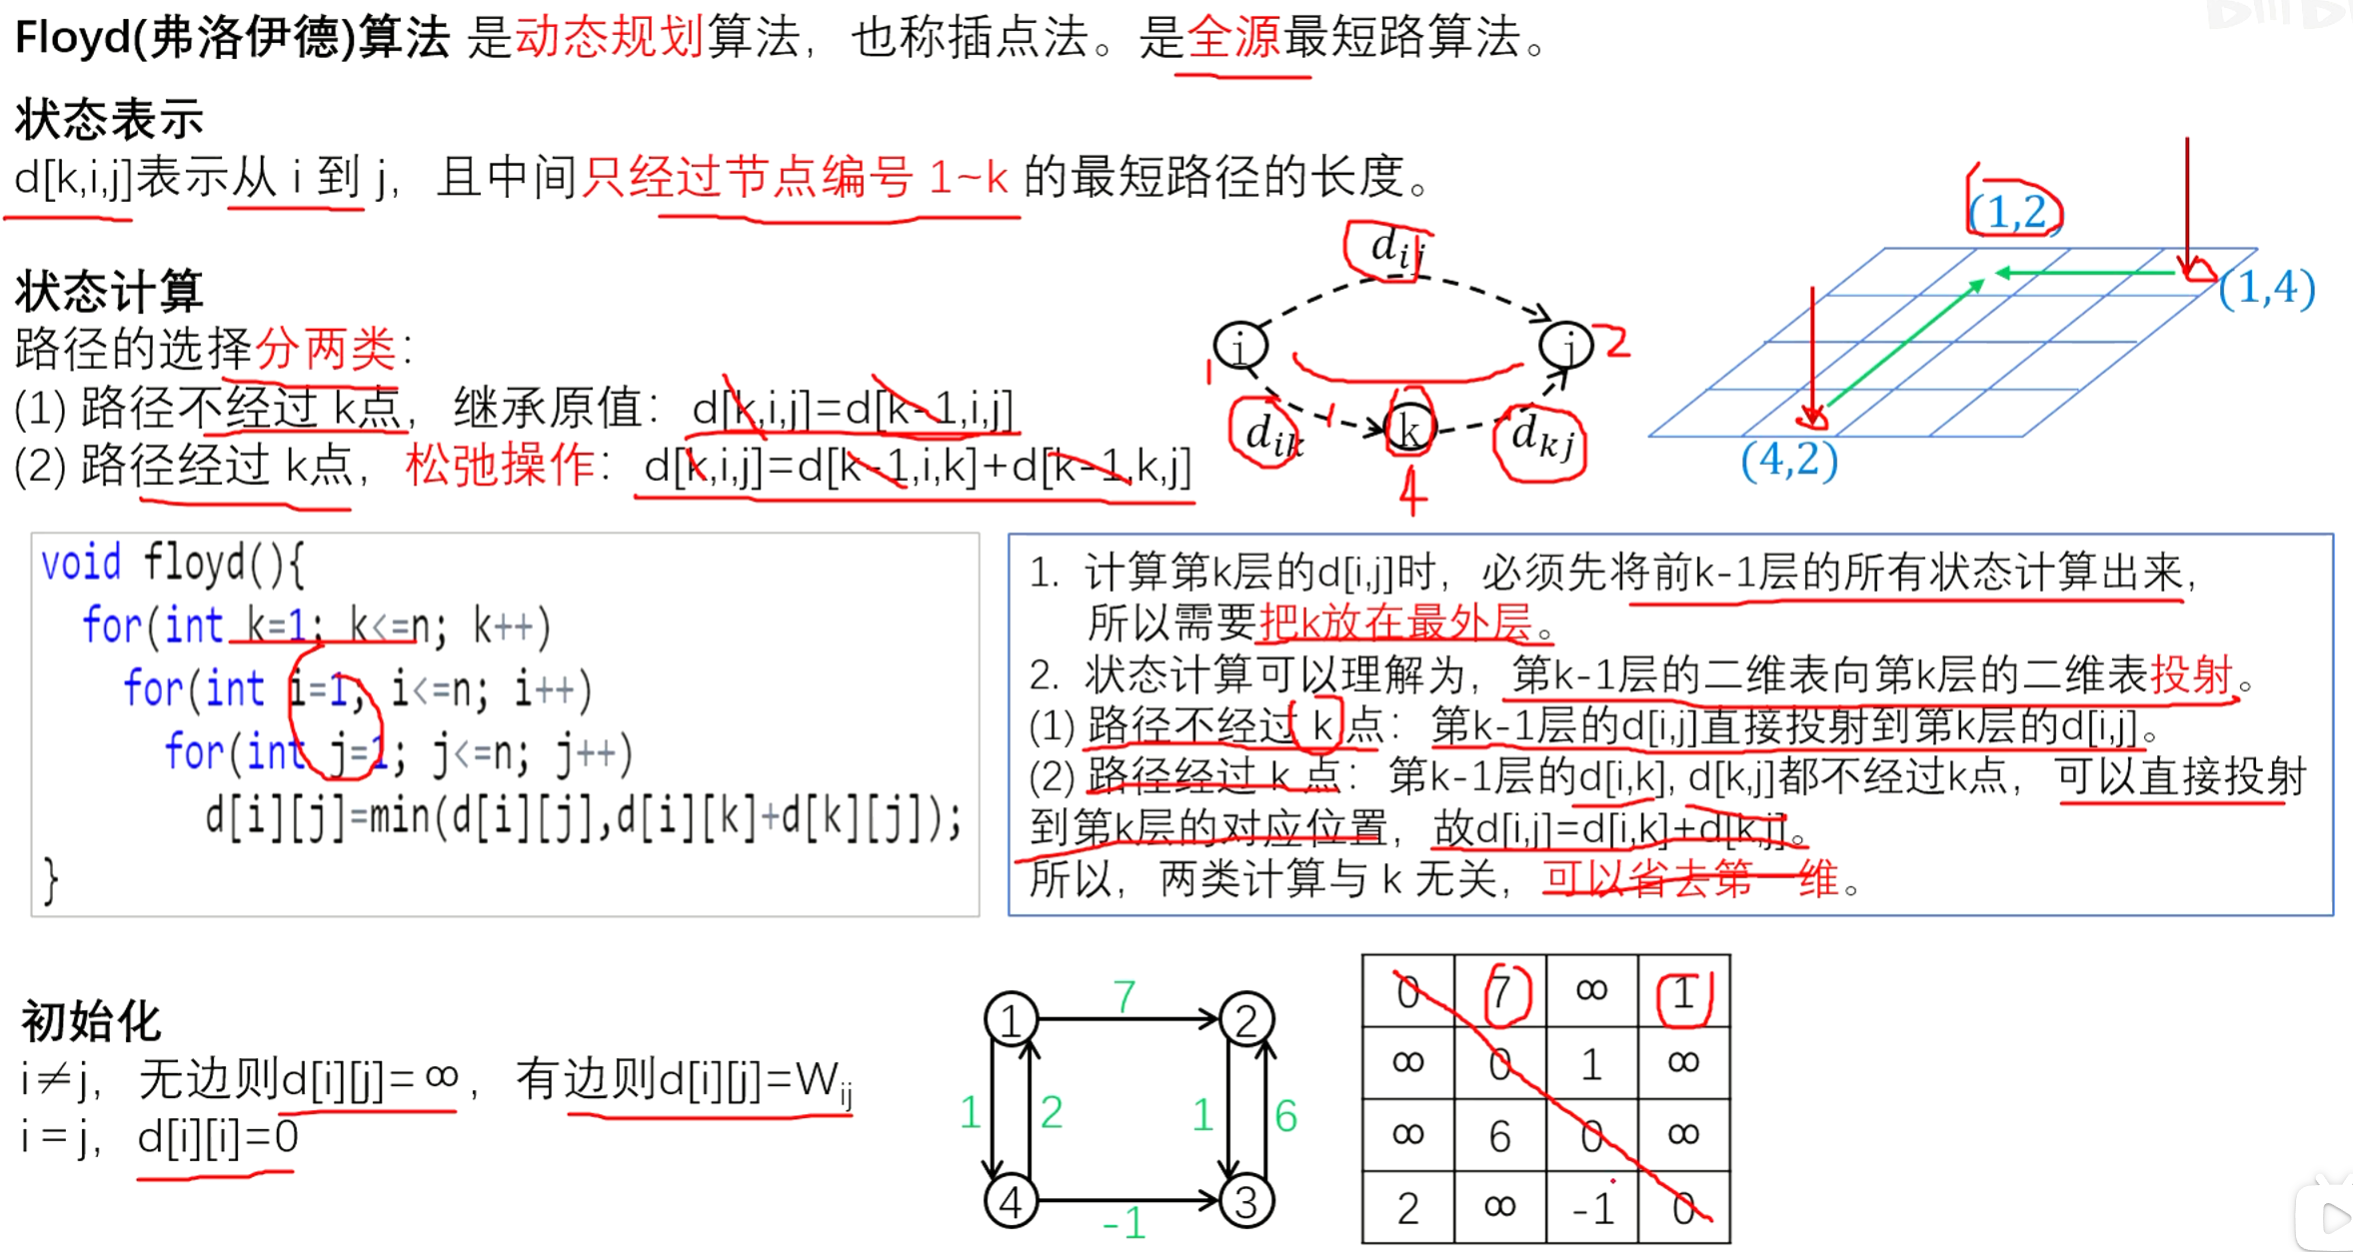 Floyd(弗洛伊德)算法 是动态规划算法，也称插点法。是全源最短路算法。
状态表示
d[k,i,j]表示从 i 到 j，且中间只经过节点编号 1~k 的最短路径的长度。
状态计算
路径的选择分两类：
(1) 路径不经过 k点，继承原值：d[k,i,j]=d[k-1,i,j]
(2) 路径经过 k点，松弛操作：d[k,i,j]=d[k-1,i,k]+d[k-1,k,j]
d_ij
i
j
2
1
d_ik
k
d_kj
4
(1,2)
(1,4)
(4,2)
void floyd(){
for(int k=1; k<=n; k++)
for(int i=1; i<=n; i++)
for(int j=1; j<=n; j++)
d[i][j]=min(d[i][j],d[i][k]+d[k][j]);
}
1. 计算第k层的d[i,j]时，必须先将前k-1层的所有状态计算出来，
所以需要把k放在最外层。
2. 状态计算可以理解为，第k-1层的二维表向第k层的二维表投射。
(1) 路径不经过 k 点：第k-1层的d[i,j]直接投射到第k层的d[i,j]。
(2) 路径经过 k 点：第k-1层的d[i,k], d[k,j]都不经过k点，可以直接投射
到第k层的对应位置，故d[i,j]=d[i,k]+d[k,j]。
所以，两类计算与 k 无关，可以省去第一维。
初始化
i≠j，无边则d[i][j]=∞，有边则d[i][j]=W_ij
i=j，d[i][i]=0
7
1
2
1
2
1
6
4
3
-1
0 7 ∞ 1
∞ 0 1 ∞
∞ 6 0 ∞
2 ∞ -1 0